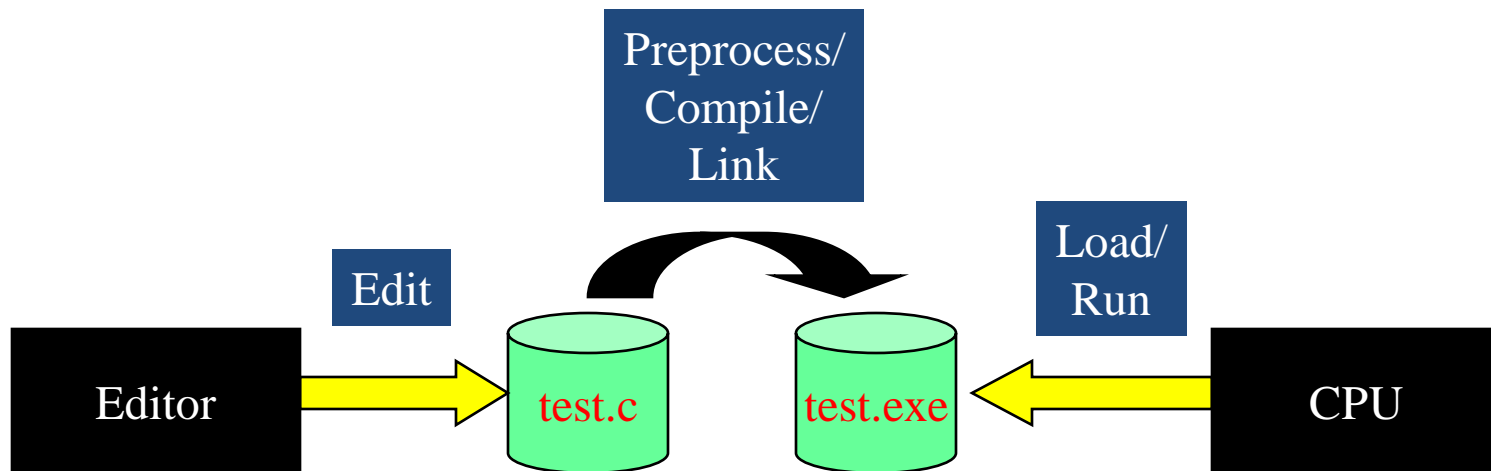 Preprocess/
Compile/
Link
Edit
Load/
Run
Editor
test.c
test.exe
CPU